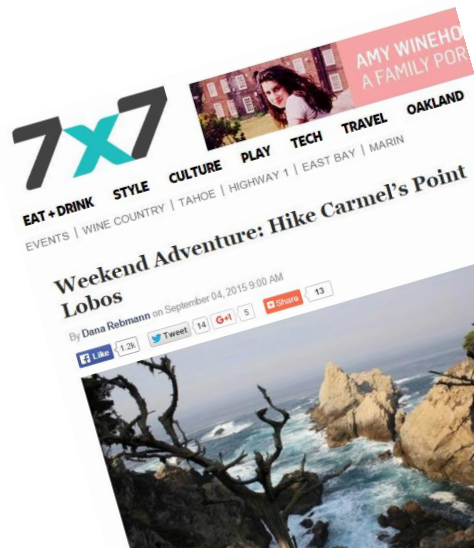 7x7
AMY WINEHO
A FAMILY POR
EAT + DRINK STYLE CULTURE PLAY TECH TRAVEL OAKLAND
EVENTS | WINE COUNTRY | TAHOE | HIGHWAY 1 | EAST BAY | MARIN
Weekend Adventure: Hike Carmel's Point
Lobos
By Dana Rebmann on September 04, 2015 9:00 AM
f Like 1.2k Tweet 14 G+1 5 Share 13